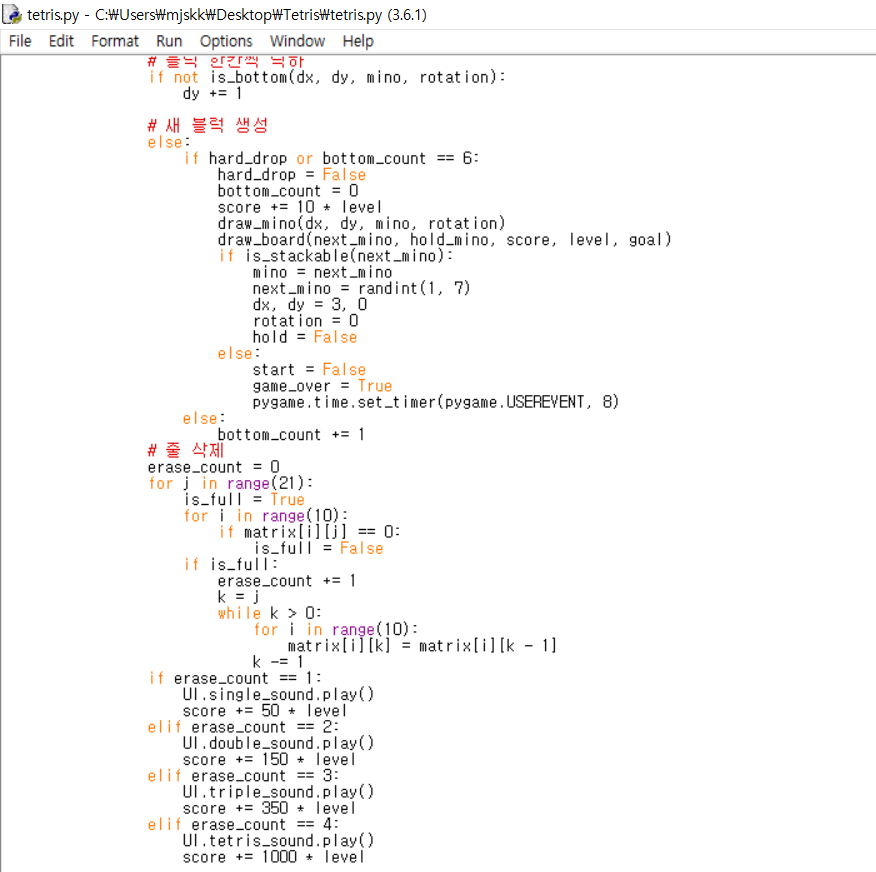 tetris.py - C:₩Users₩mjskk₩Desktop₩Tetris₩tetris.py (3.6.1)
File Edit Format Run Options Window Help
# 블럭 한칸씩 낙하
if not is_bottom(dx, dy, mino, rotation):
dy += 1
# 새 블럭 생성
else:
if hard_drop or bottom_count == 6:
hard_drop = False
bottom_count = 0
score += 10 * level
draw_mino(dx, dy, mino, rotation)
draw_board(next_mino, hold_mino, score, level, goal)
if is_stackable(next_mino):
mino = next_mino
next_mino = randint(1, 7)
dx, dy = 3, 0
rotation = 0
hold = False
else:
start = False
game_over = True
pygame.time.set_timer(pygame.USEREVENT, 8)
else:
bottom_count += 1
# 줄 삭제
erase_count = 0
for j in range(21):
is_full = True
for i in range(10):
if matrix[i][j] == 0:
is_full = False
if is_full:
erase_count += 1
k = j
while k > 0:
for i in range(10):
matrix[i][k] = matrix[i][k - 1]
k -= 1
if erase_count == 1:
UI.single_sound.play()
score += 50 * level
elif erase_count == 2:
UI.double_sound.play()
score += 150 * level
elif erase_count == 3:
UI.triple_sound.play()
score += 350 * level
elif erase_count == 4:
UI.tetris_sound.play()
score += 1000 * level